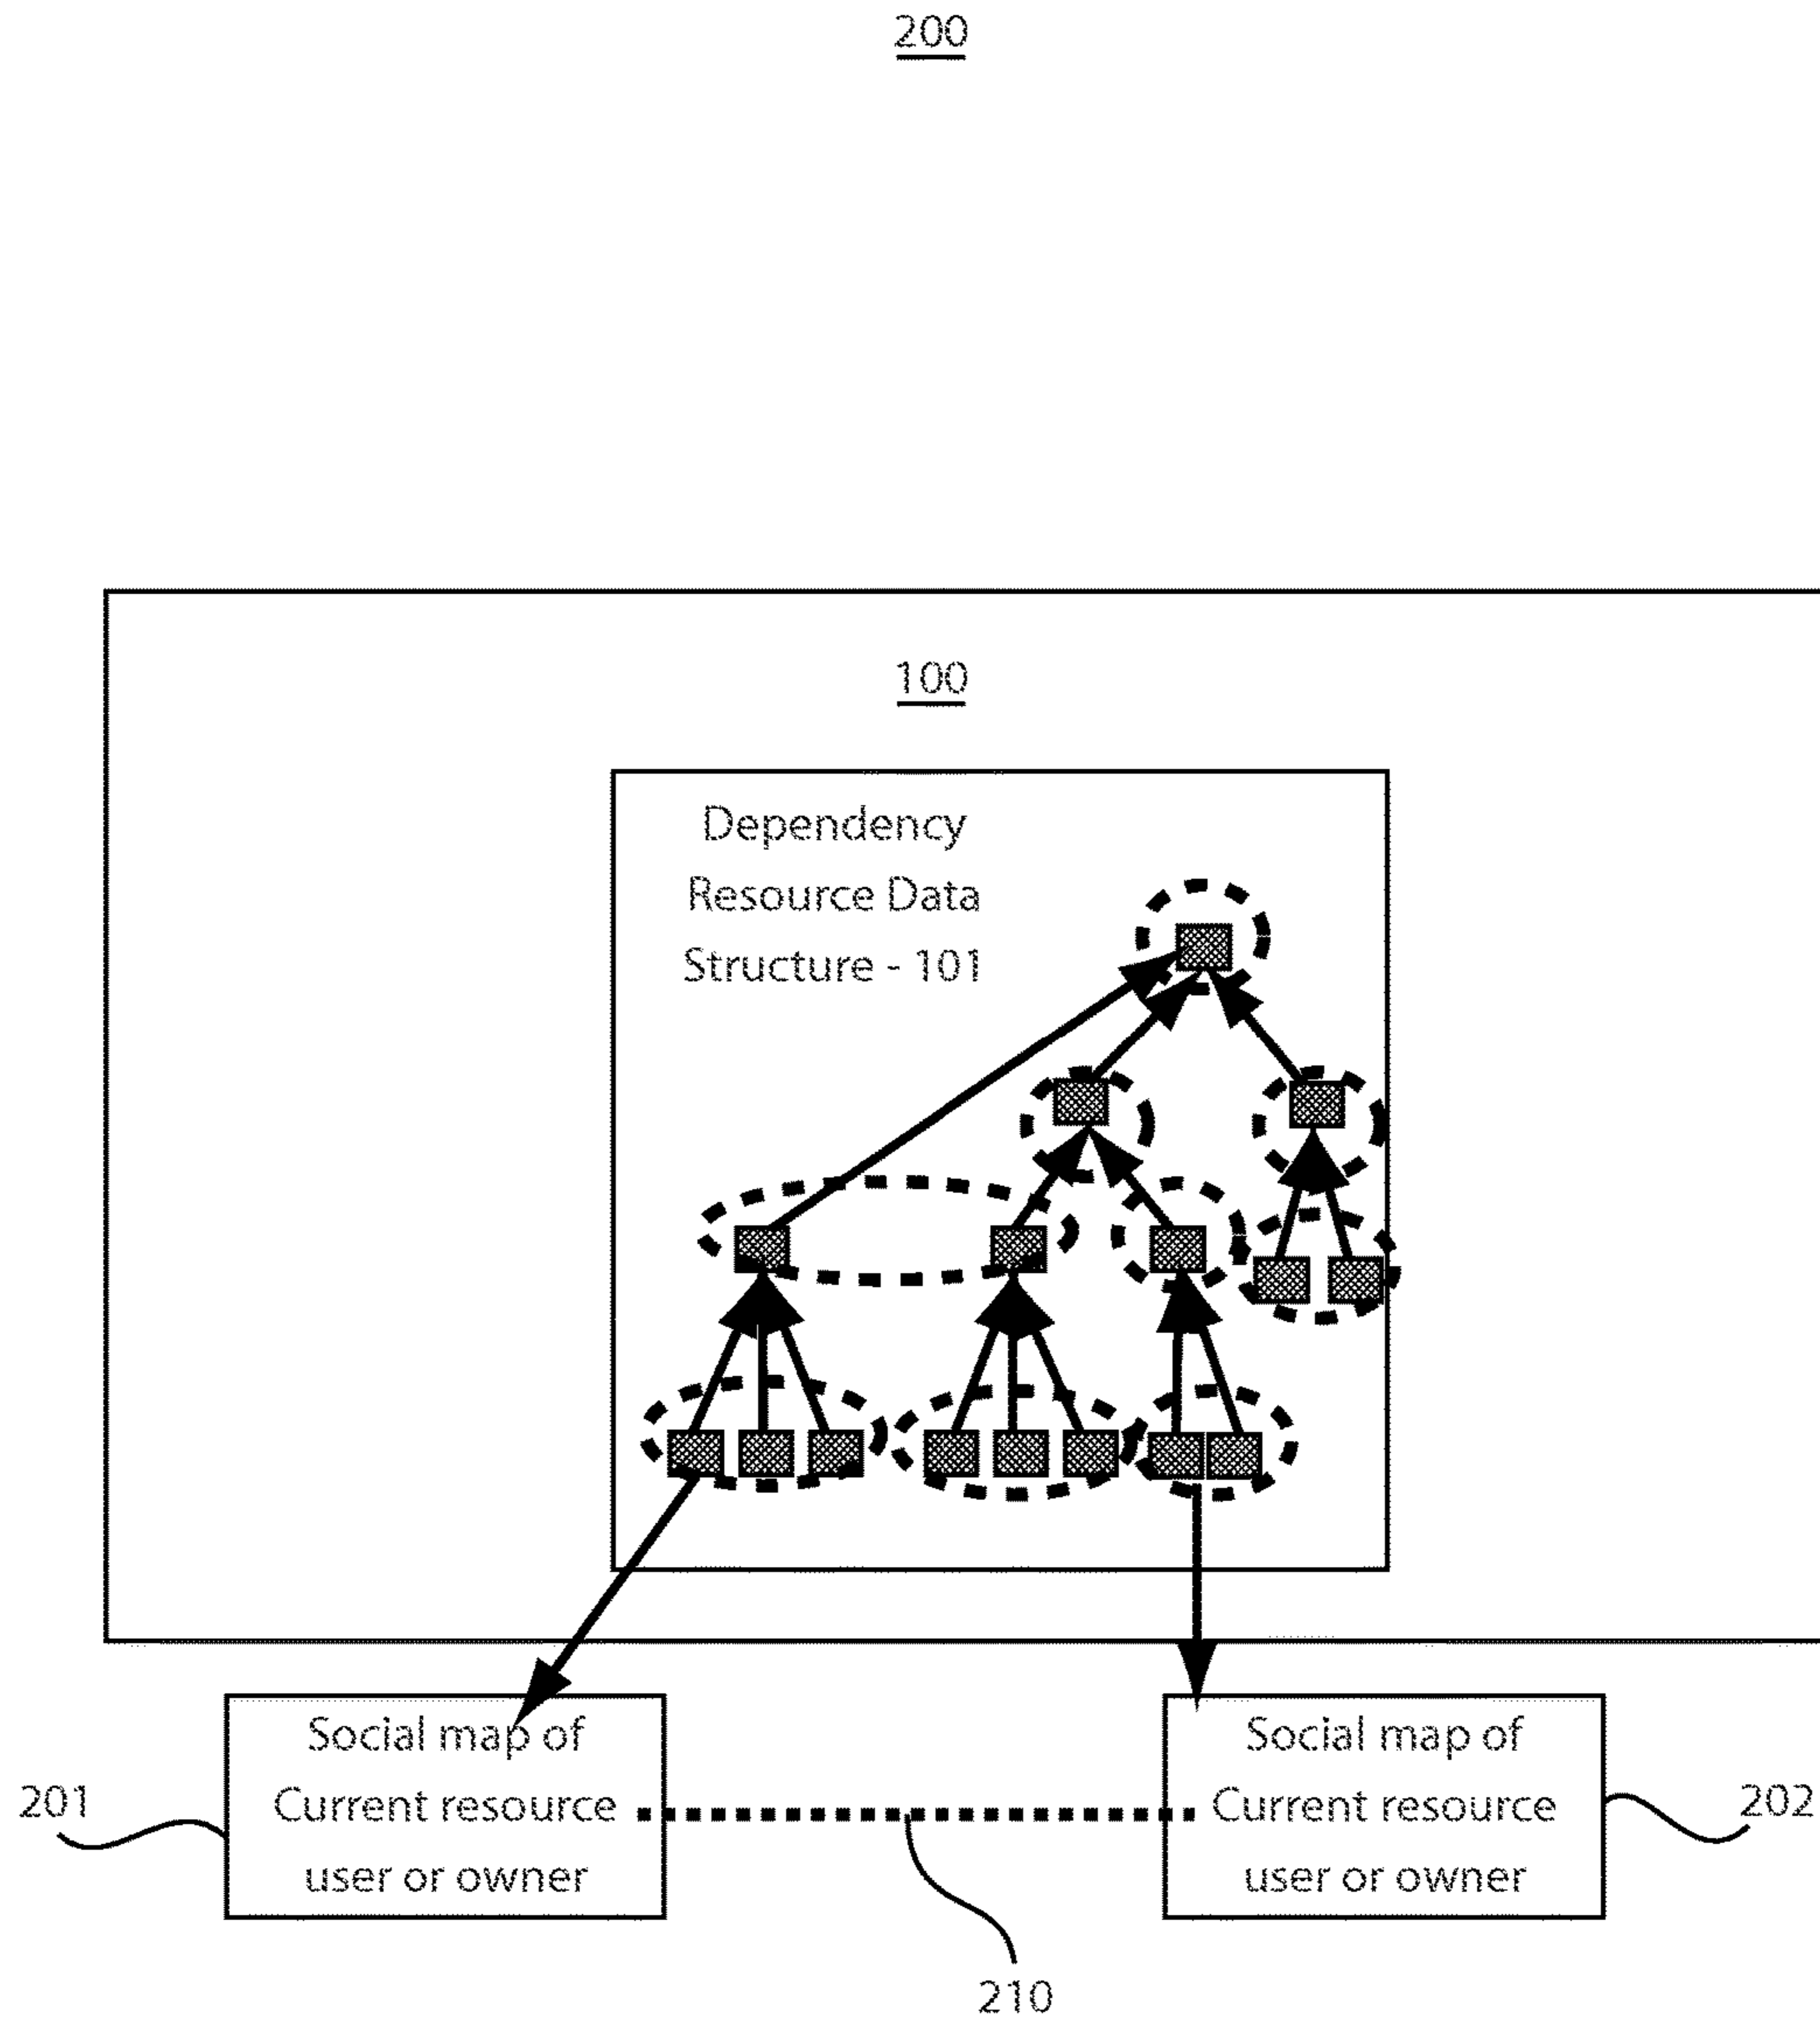 200
100
Dependency
Resource Data
Structure - 101
Social map of
Current resource
user or owner
Social map of
Current resource
user or owner
201
202
210